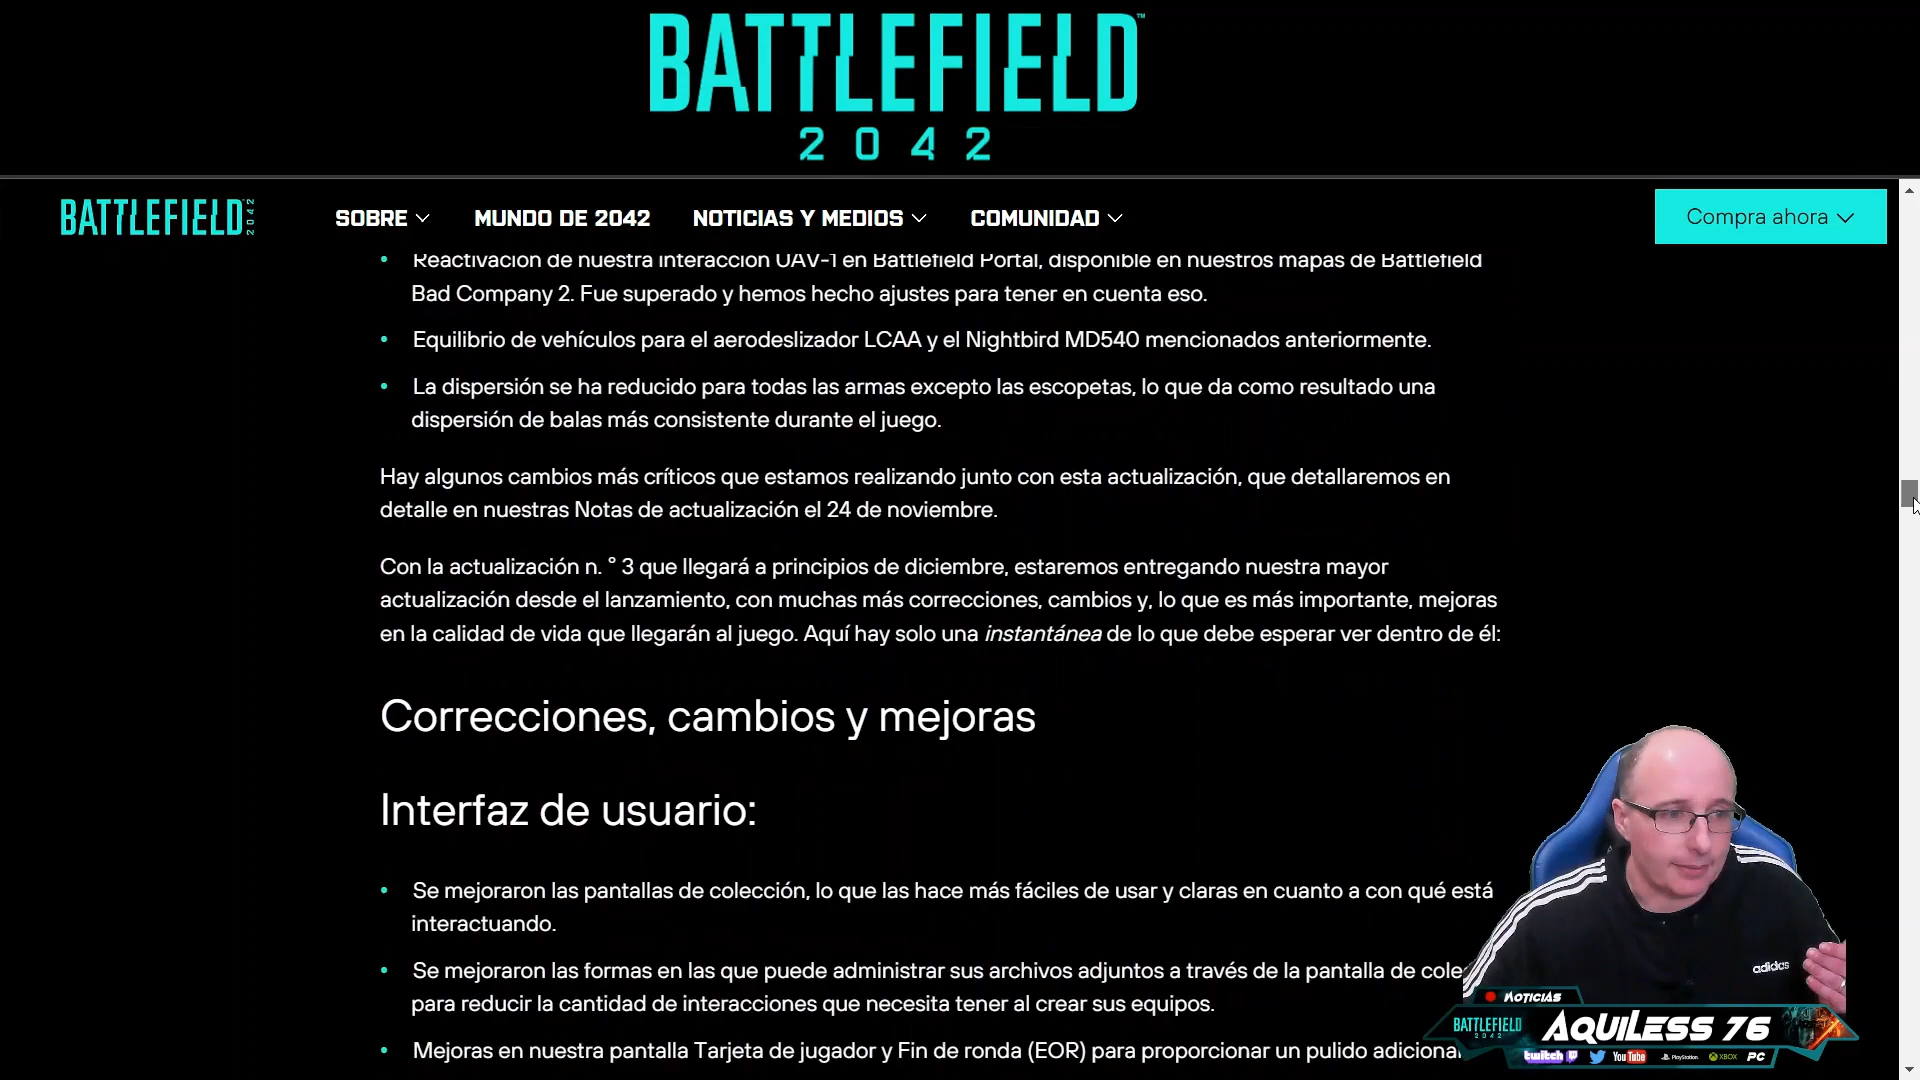 BATTLEFIELD™
2042
BATTLEFIELD 2042
SOBRE
MUNDO DE 2042
NOTICIAS Y MEDIOS
COMUNIDAD
Compra ahora
Reactivación de nuestra interacción UAV-1 en Battlefield Portal, disponible en nuestros mapas de Battlefield
Bad Company 2. Fue superado y hemos hecho ajustes para tener en cuenta eso.
Equilibrio de vehículos para el aerodeslizador LCAA y el Nightbird MD540 mencionados anteriormente.
La dispersión se ha reducido para todas las armas excepto las escopetas, lo que da como resultado una
dispersión de balas más consistente durante el juego.
Hay algunos cambios más críticos que estamos realizando junto con esta actualización, que detallaremos en
detalle en nuestras Notas de actualización el 24 de noviembre.
Con la actualización n. ° 3 que llegará a principios de diciembre, estaremos entregando nuestra mayor
actualización desde el lanzamiento, con muchas más correcciones, cambios y, lo que es más importante, mejoras
en la calidad de vida que llegarán al juego. Aquí hay solo una instantánea de lo que debe esperar ver dentro de él:
Correcciones, cambios y mejoras
Interfaz de usuario:
Se mejoraron las pantallas de colección, lo que las hace más fáciles de usar y claras en cuanto a con qué está
interactuando.
Se mejoraron las formas en las que puede administrar sus archivos adjuntos a través de la pantalla de cole
para reducir la cantidad de interacciones que necesita tener al crear sus equipos.
Mejoras en nuestra pantalla Tarjeta de jugador y Fin de ronda (EOR) para proporcionar un pulido adicional
adidas
NOTICIAS
BATTLEFIELD
2042
AQUILESS 76
twitch YouTube PlayStation XBOX PC